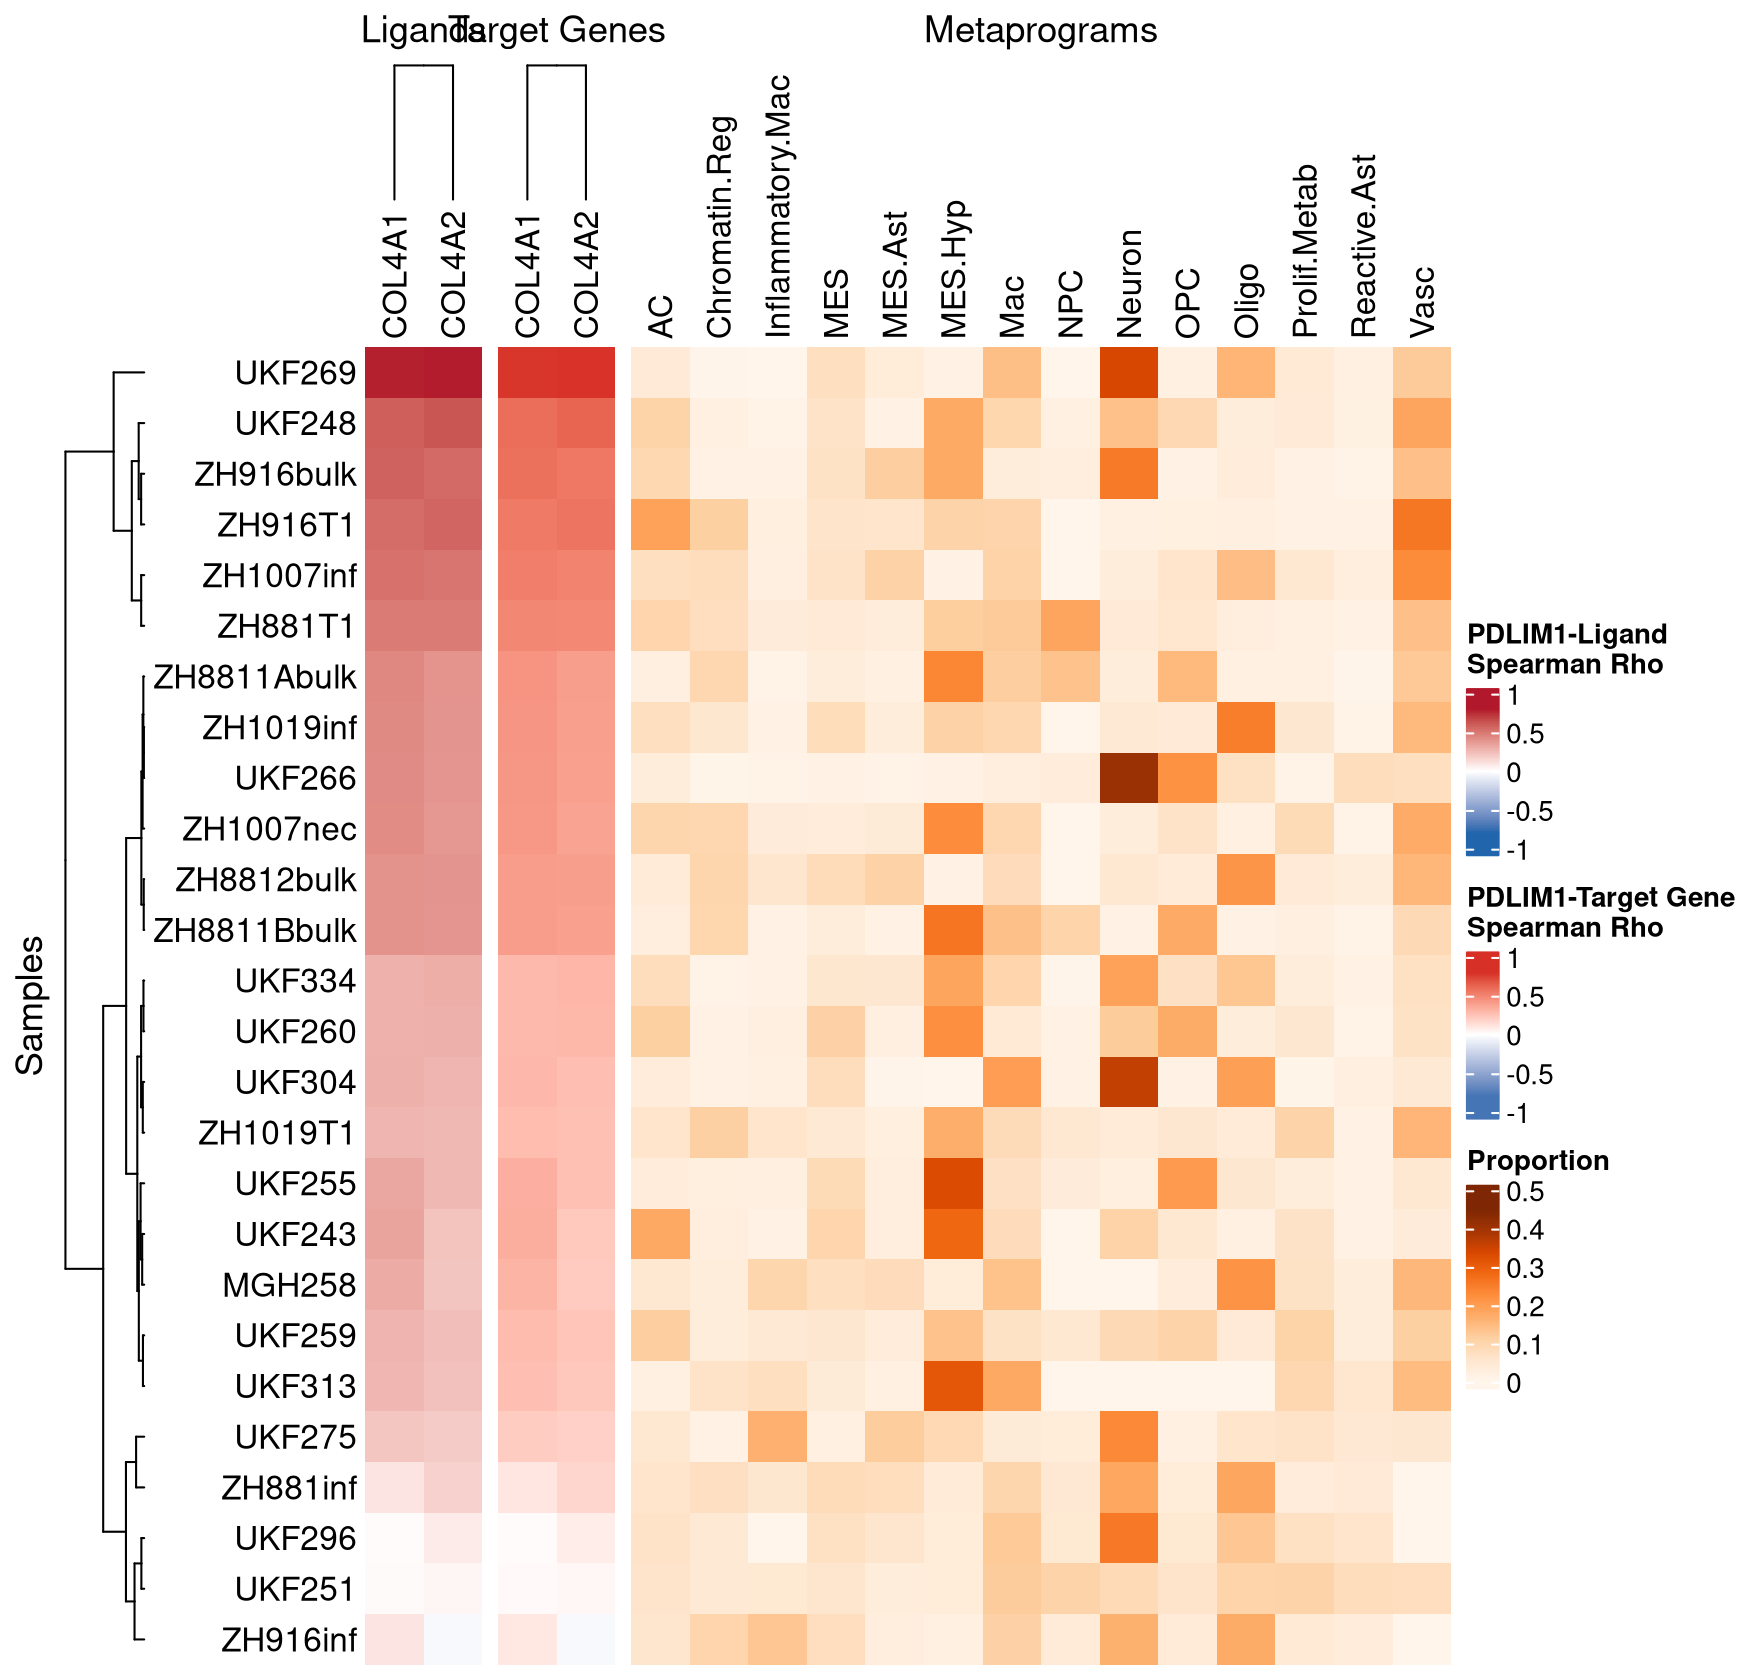 Ligands
Target Genes
Metaprograms
COL4A1
COL4A2
COL4A1
COL4A2
AC
Chromatin.Reg
Inflammatory.Mac
MES
MES.Ast
MES.Hyp
Mac
NPC
Neuron
OPC
Oligo
Prolif.Metab
Reactive.Ast
Vasc
Samples
UKF269
UKF248
ZH916bulk
ZH916T1
ZH1007inf
ZH881T1
ZH8811Abulk
ZH1019inf
UKF266
ZH1007nec
ZH8812bulk
ZH8811Bbulk
UKF334
UKF260
UKF304
ZH1019T1
UKF255
UKF243
MGH258
UKF259
UKF313
UKF275
ZH881inf
UKF296
UKF251
ZH916inf
PDLIM1-Ligand
Spearman Rho
1
0.5
0
-0.5
-1
PDLIM1-Target Gene
Spearman Rho
1
0.5
0
-0.5
-1
Proportion
0.5
0.4
0.3
0.2
0.1
0